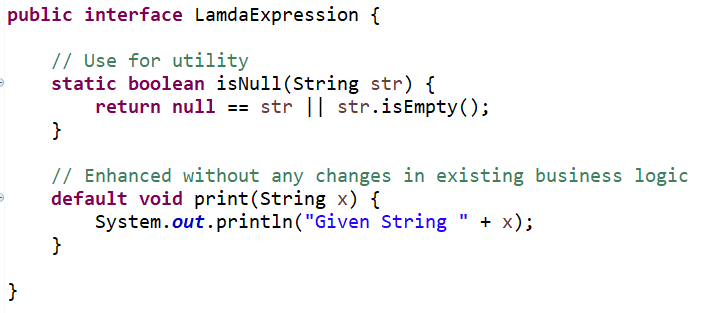 public interface LamdaExpression {
// Use for utility
static boolean isNull(String str) {
return null == str || str.isEmpty();
}
// Enhanced without any changes in existing business logic
default void print(String x) {
System.out.println("Given String " + x);
}
}